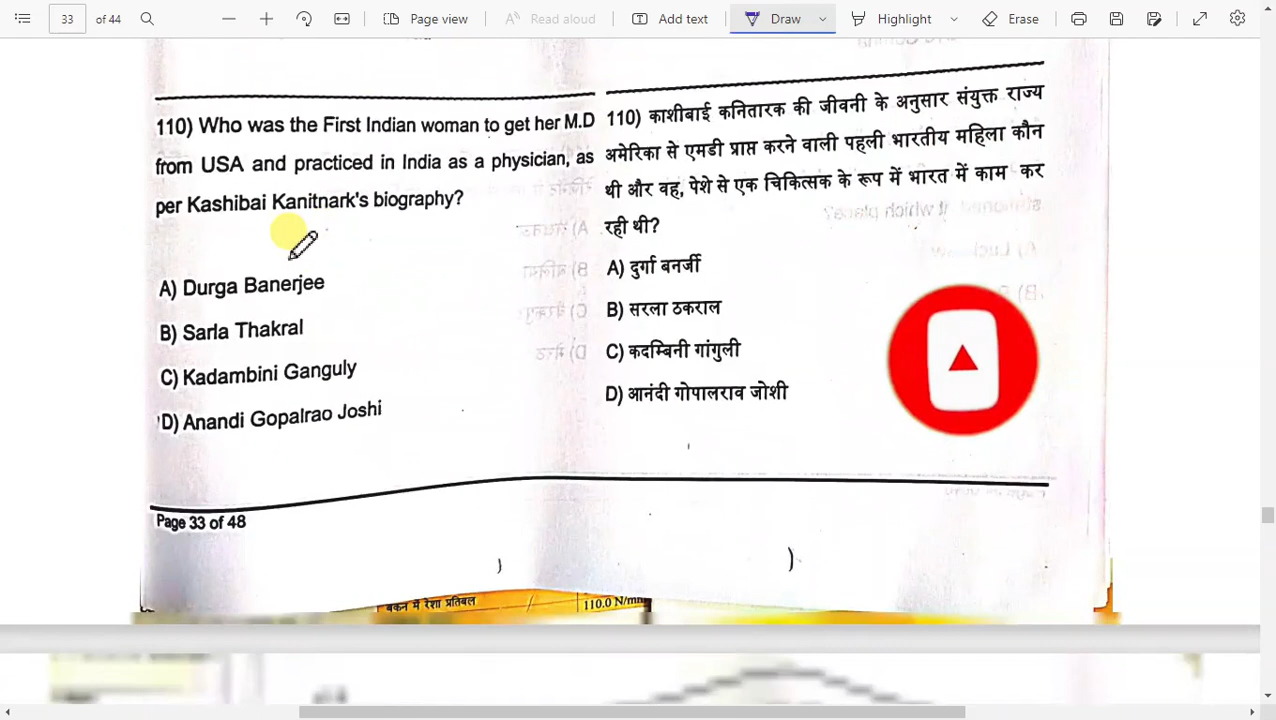 33
of 44
Page view
Read aloud
Add text
Draw
Highlight
Erase
110) Who was the First Indian woman to get her M.D
from USA and practiced in India as a physician, as
per Kashibai Kanitnark's biography?
A) Durga Banerjee
B) Sarla Thakral
C) Kadambini Ganguly
D) Anandi Gopalrao Joshi
Page 33 of 48
110) काशीबाई कनितारक की जीवनी के अनुसार संयुक्त राज्य
अमेरिका से एमडी प्राप्त करने वाली पहली भारतीय महिला कौन
थी और वह, पेशे से एक चिकित्सक के रूप में भारत में काम कर
रही थी?
A) दुर्गा बनर्जी
B) सरला ठकराल
C) कदम्बिनी गांगुली
D) आनंदी गोपालराव जोशी
बकन में रेशा प्रतिबल
110.0 N/mm